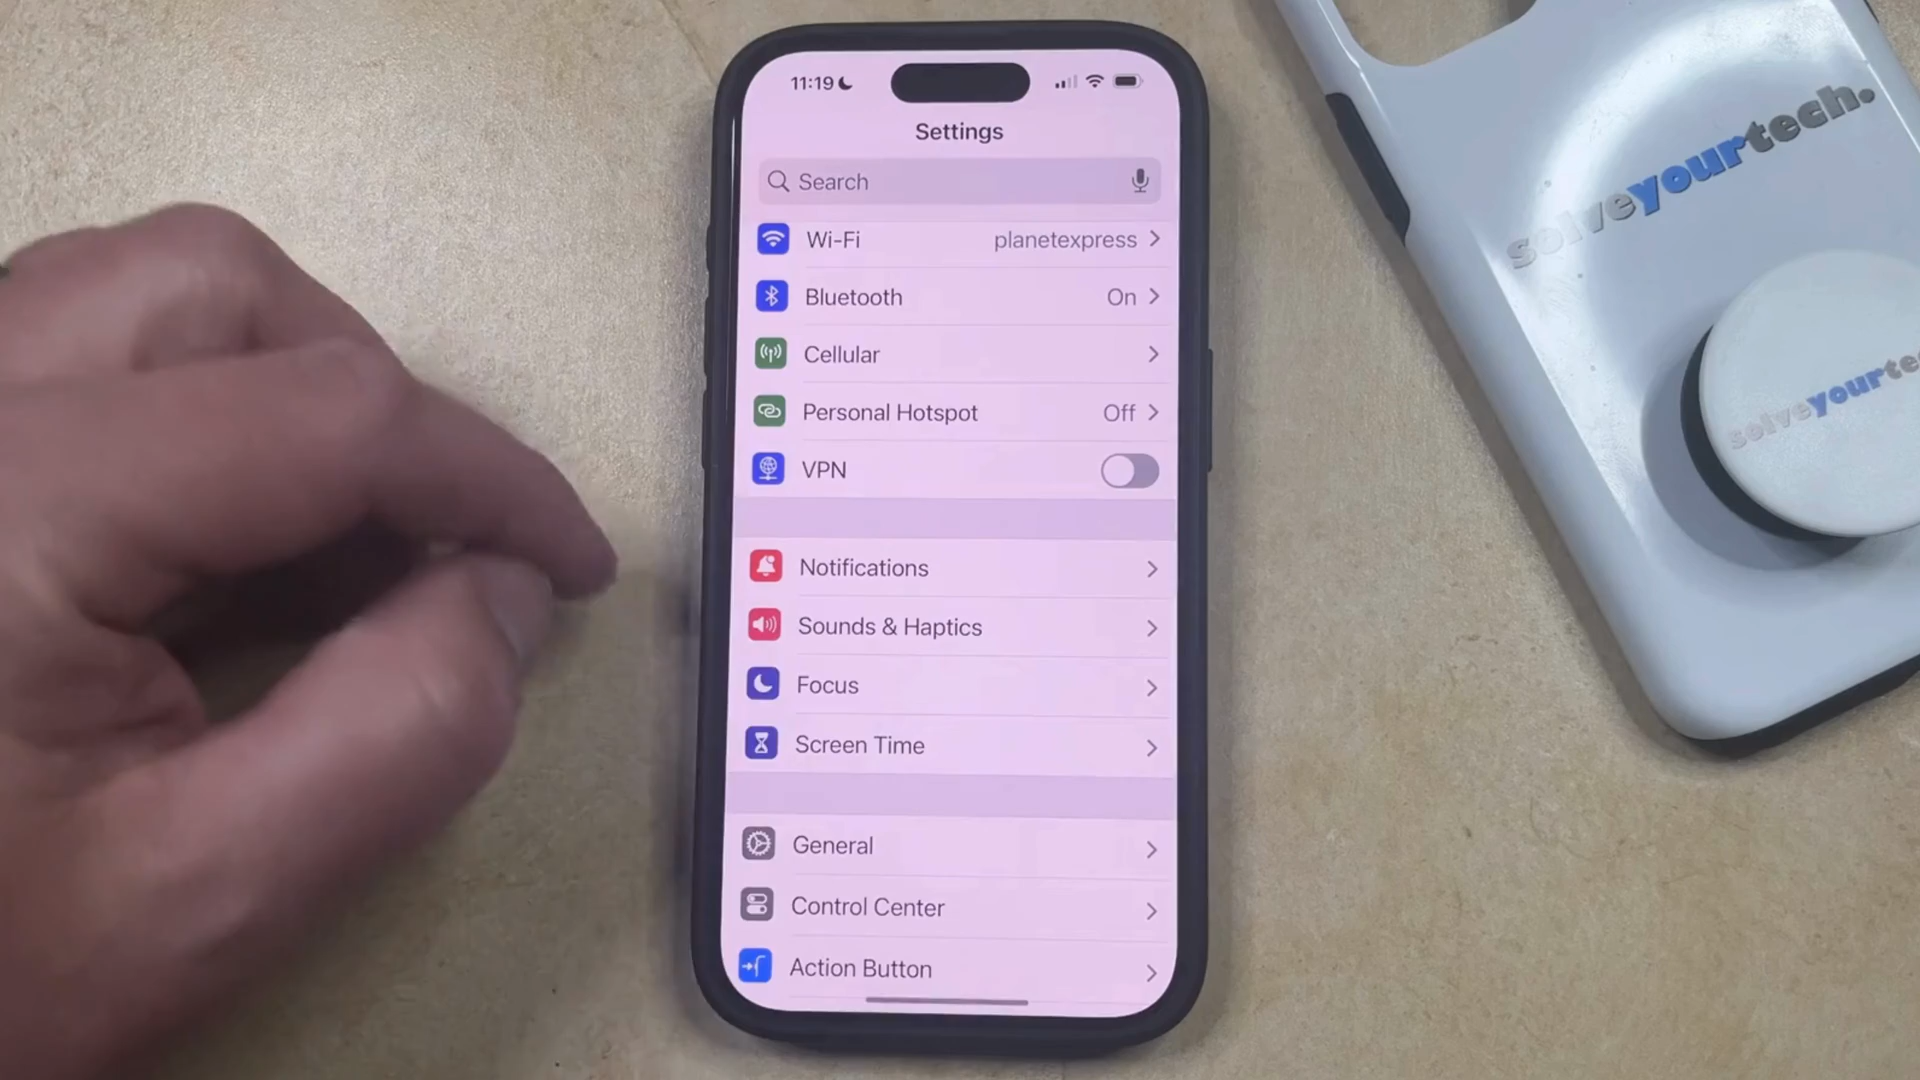 11:19
Settings
Search
Wi-Fi planetexpress
Bluetooth On
Cellular
Personal Hotspot Off
VPN
Notifications
Sounds & Haptics
Focus
Screen Time
General
Control Center
Action Button
solveyourtech.
solveyourte